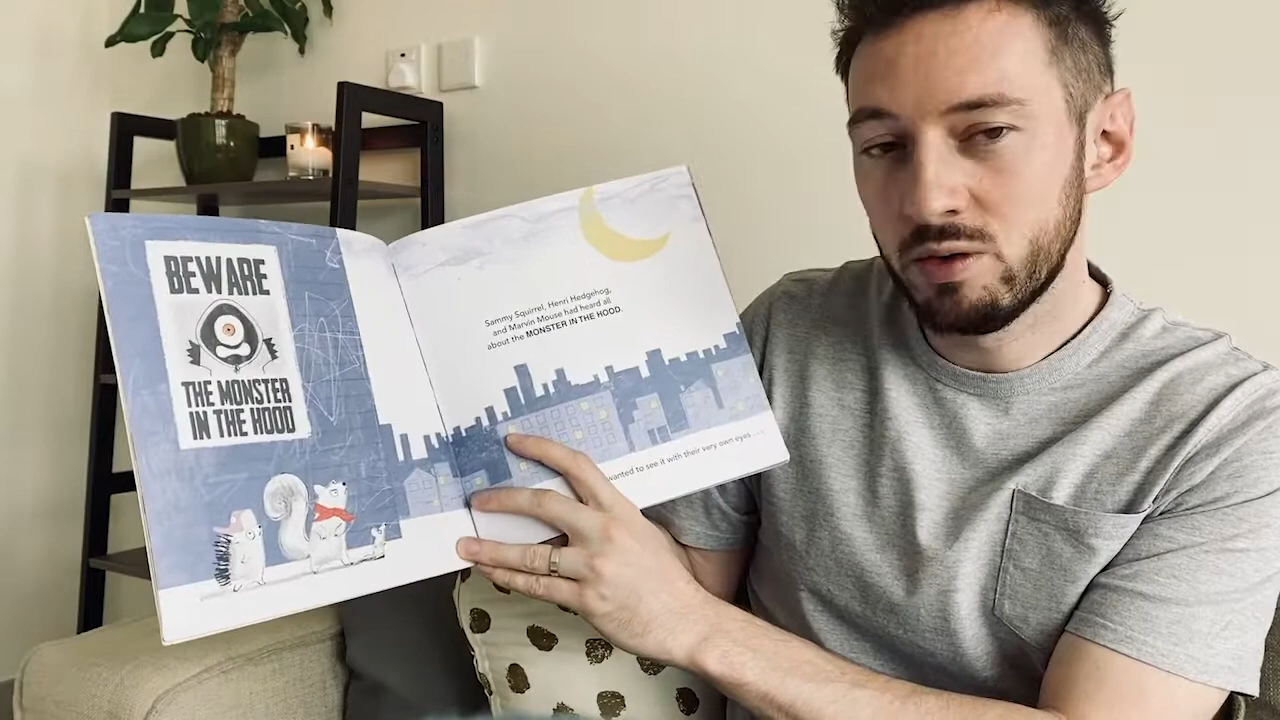 BEWARE
THE MONSTER
IN THE HOOD
Sammy Squirrel, Henri Hedgehog,
and Marvin Mouse had heard all
about the MONSTER IN THE HOOD.
wanted to see it with their very own eyes ...